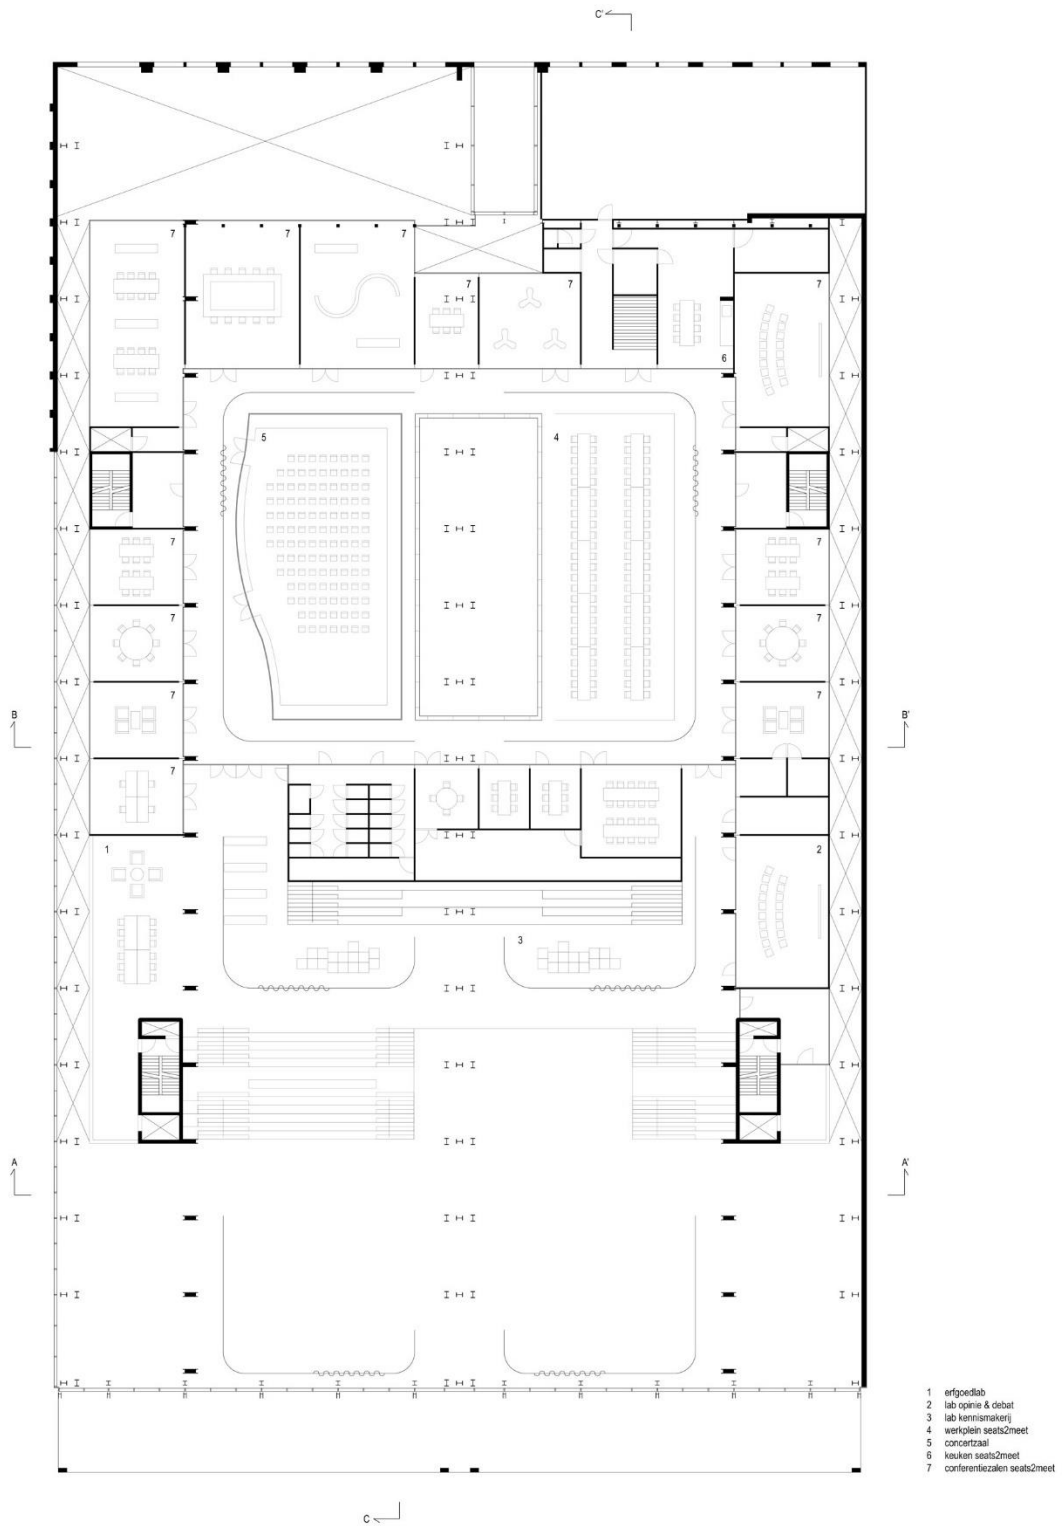 C'
7
7
7
7
7
7
6
5
4
7
7
7
7
7
7
B
B'
7
1
2
3
A
A'
1 erfgoedlab
2 lab opinie & debat
3 lab kennismakerij
4 werkplein seats2meet
5 concertzaal
6 keuken seats2meet
7 conferentiezalen seats2meet
C